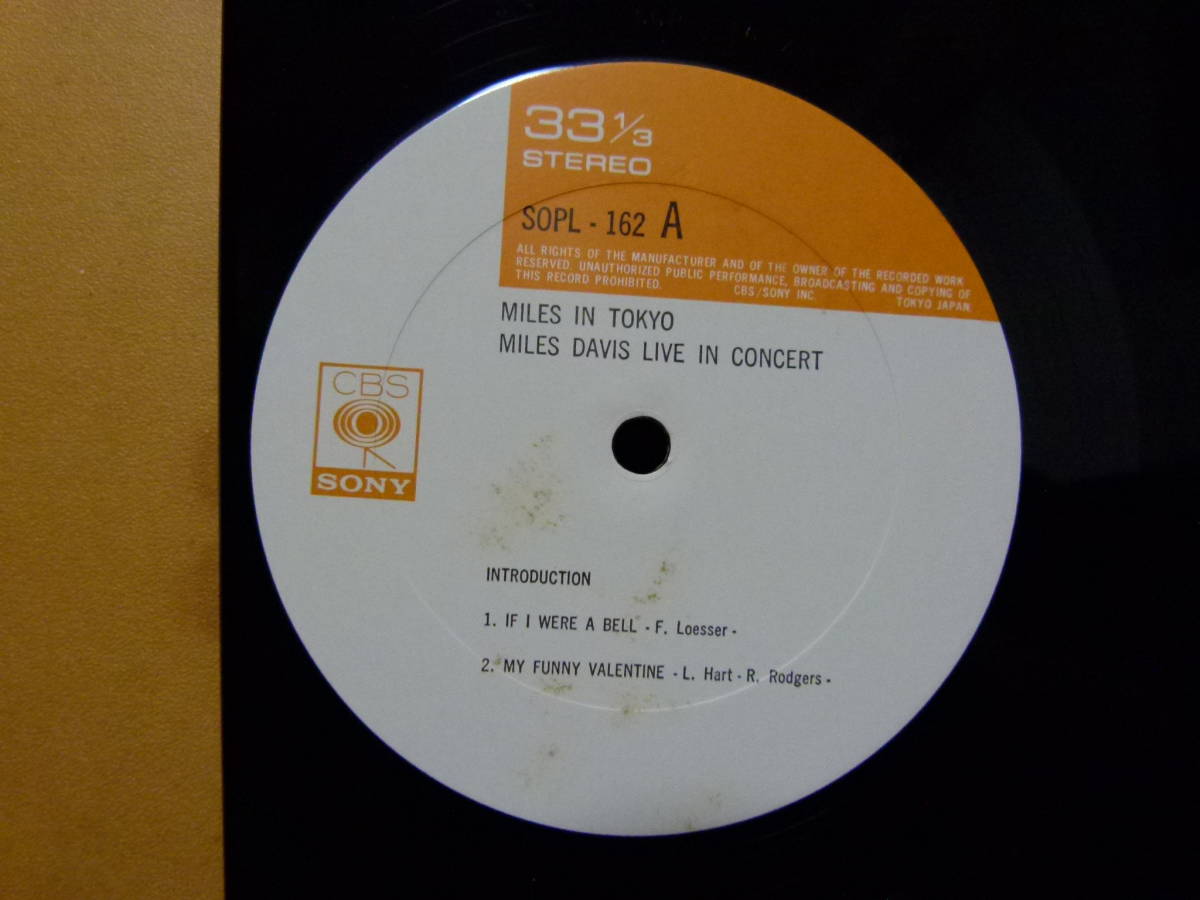 33 1/3
STEREO
SOPL - 162 A
ALL RIGHTS OF THE MANUFACTURER AND OF THE OWNER OF THE RECORDED WORK
RESERVED. UNAUTHORIZED PUBLIC PERFORMANCE, BROADCASTING AND COPYING OF
THIS RECORD PROHIBITED. CBS/SONY INC. TOKYO JAPAN
MILES IN TOKYO
MILES DAVIS LIVE IN CONCERT
CBS
SONY
INTRODUCTION
1. IF I WERE A BELL - F. Loesser -
2. MY FUNNY VALENTINE - L. Hart - R. Rodgers -